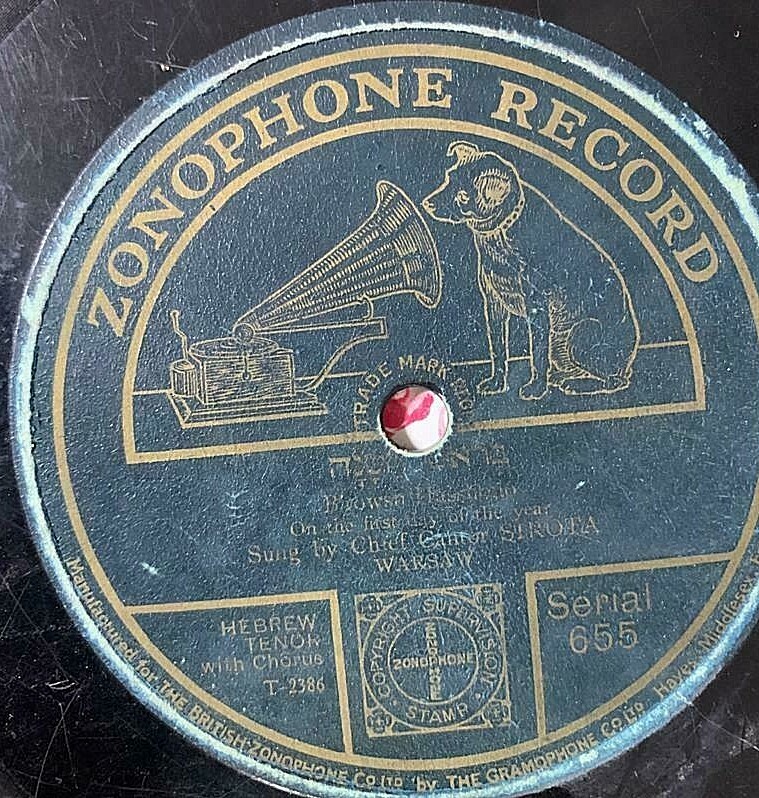 ZONOPHONE RECORD
TRADE MARK
On the first day of the year
Sung by Chief Cantor SIROTA
WARSAW
HEBREW
TENOR
with Chorus
T-2386
COPYRIGHT SUPERVISION
ZONOPHONE
STAMP
Serial
655
Manufactured for THE BRITISH ZONOPHONE Co LTD by THE GRAMOPHONE Co LTD Hayes, Middlesex